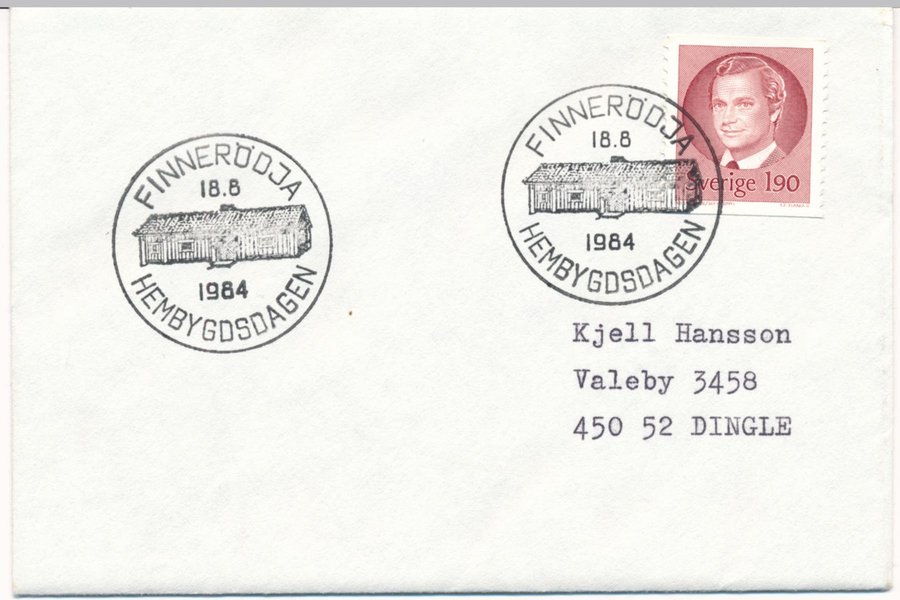 FINNERÖDJA
18.8
1984
HEMBYGDSDAGEN
FINNERÖDJA
18.8
1984
HEMBYGDSDAGEN
Sverige 190
Kjell Hansson
Valeby 3458
450 52 DINGLE